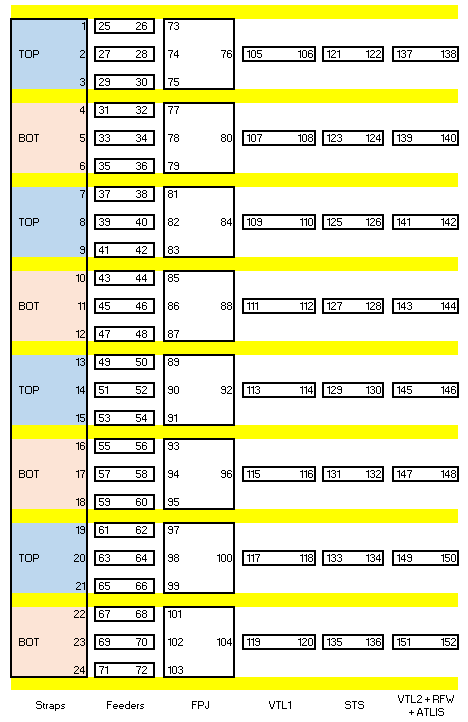 1 25 26 73
TOP 2 27 28 74 76 105 106 121 122 137 138
3 29 30 75
4 31 32 77
BOT 5 33 34 78 80 107 108 123 124 139 140
6 35 36 79
7 37 38 81
TOP 8 39 40 82 84 109 110 125 126 141 142
9 41 42 83
10 43 44 85
BOT 11 45 46 86 88 111 112 127 128 143 144
12 47 48 87
13 49 50 89
TOP 14 51 52 90 92 113 114 129 130 145 146
15 53 54 91
16 55 56 93
BOT 17 57 58 94 96 115 116 131 132 147 148
18 59 60 95
19 61 62 97
TOP 20 63 64 98 100 117 118 133 134 149 150
21 65 66 99
22 67 68 101
BOT 23 69 70 102 104 119 120 135 136 151 152
24 71 72 103
Straps Feeders FPJ VTL1 STS VTL2 + RFW
+ ATLIS